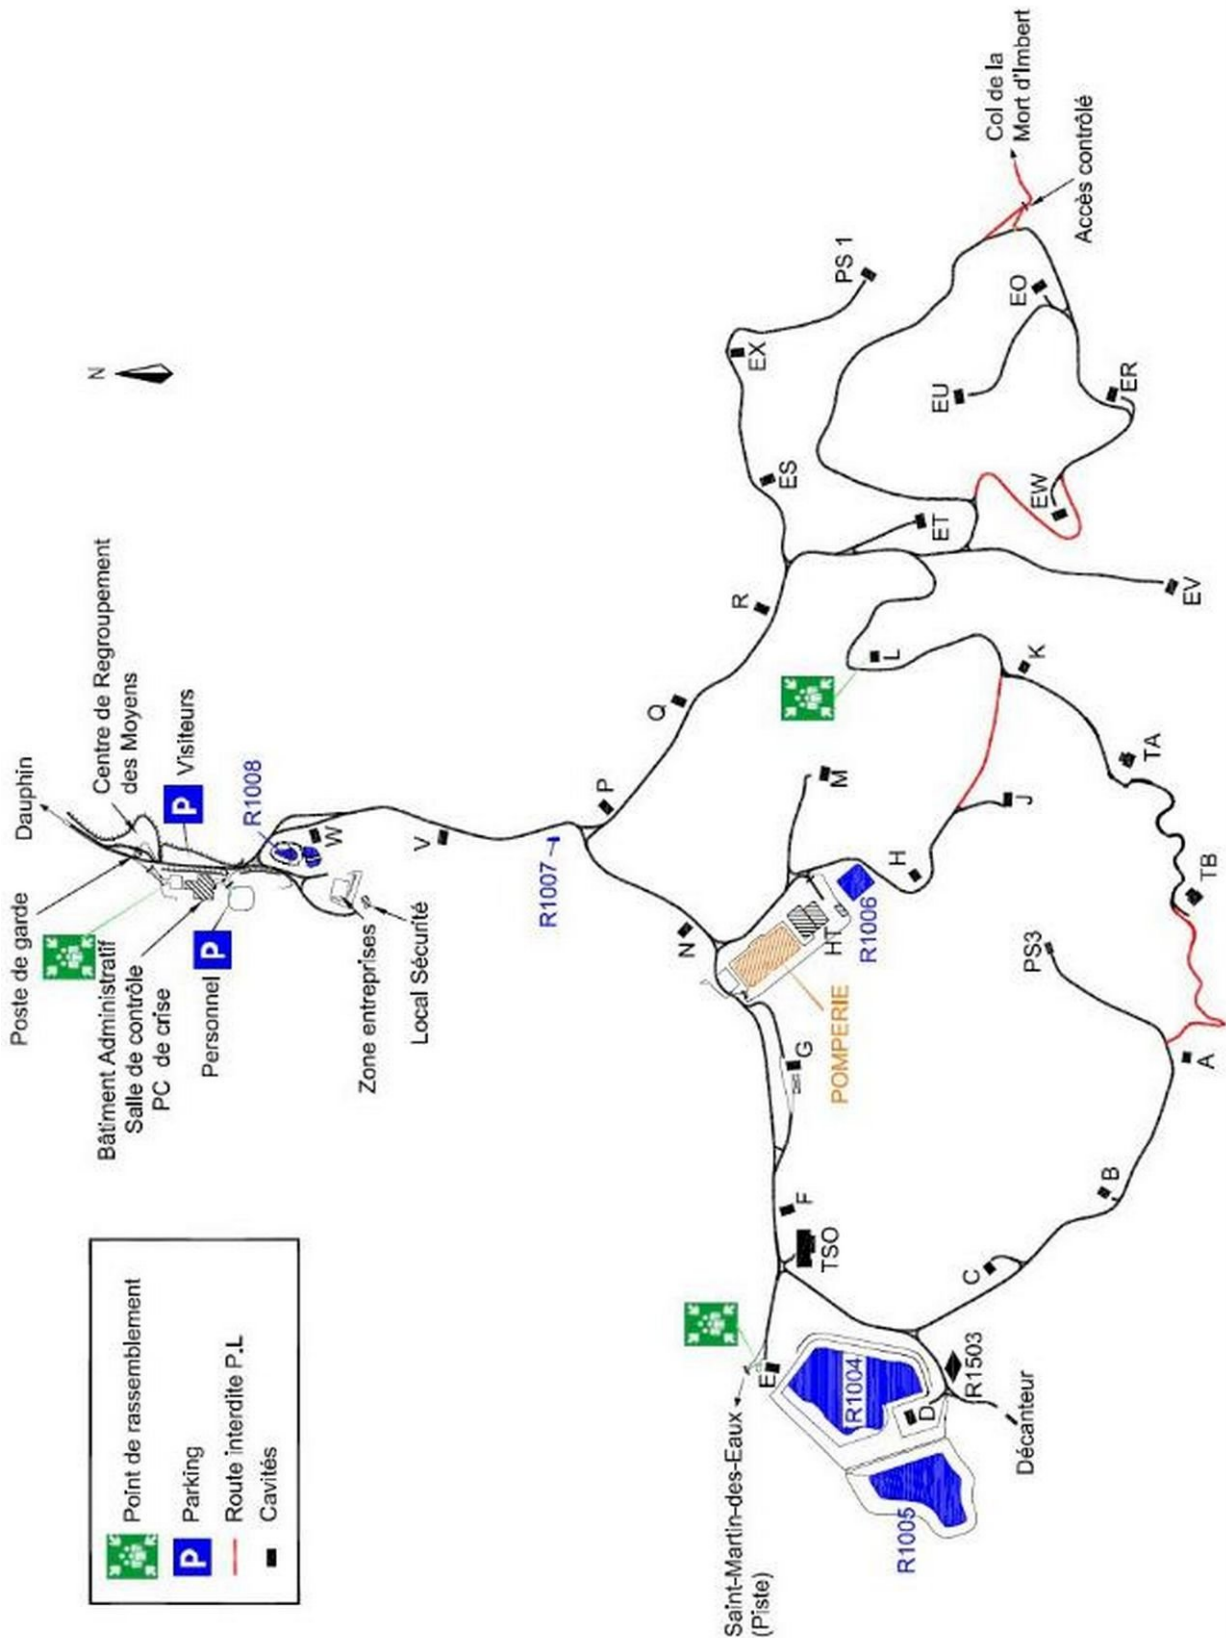 Point de rassemblement
Parking
Route interdite P.L
Cavités
N
Dauphin
Poste de garde
Centre de Regroupement
des Moyens
Visiteurs
Bâtiment Administratif
Salle de contrôle
PC de crise
P
P
P
Personnel
R1008
W
Zone entreprises
Local Sécurité
V
R1007
P
Q
R
N
M
H
HT
R1006
POMPERIE
G
F
TSO
E
Saint-Martin-des-Eaux
(Piste)
R1004
R1005
D
R1503
Décanteur
C
B
A
PS3
TB
TA
K
J
L
ES
EX
PS 1
ET
EV
EW
ER
EU
EO
Col de la
Mort d'Imbert
Accès contrôlé